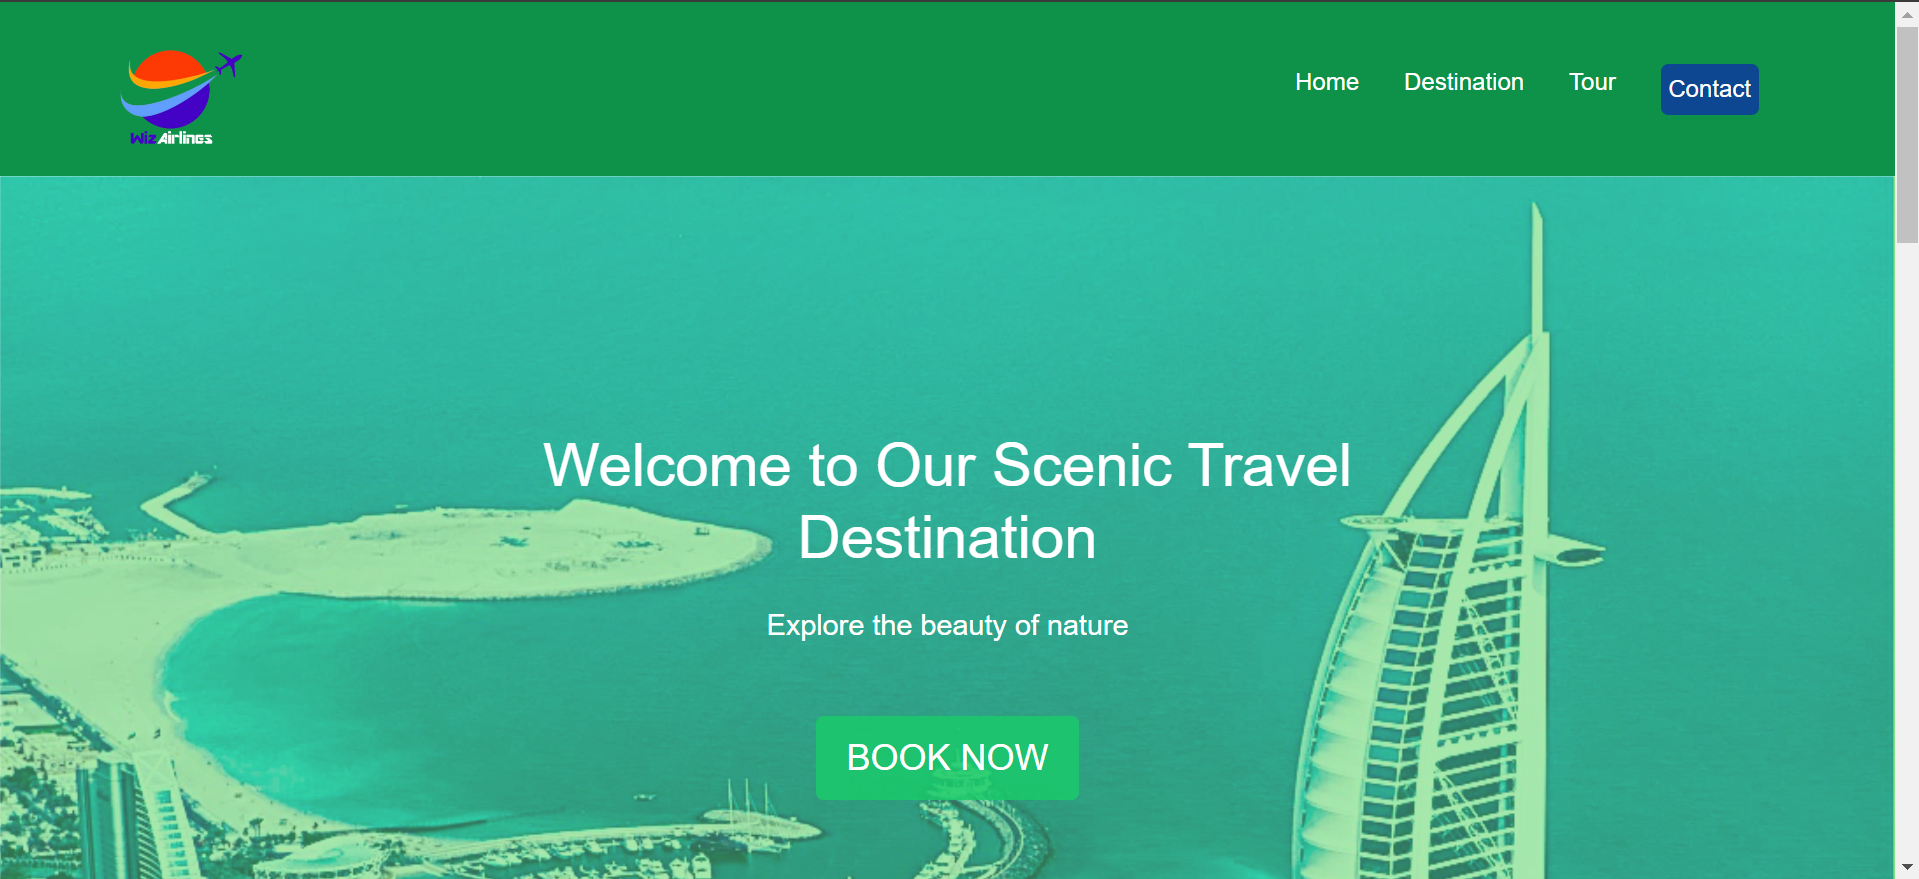 Wiz Airlines
Home Destination Tour Contact
Welcome to Our Scenic Travel
Destination
Explore the beauty of nature
BOOK NOW